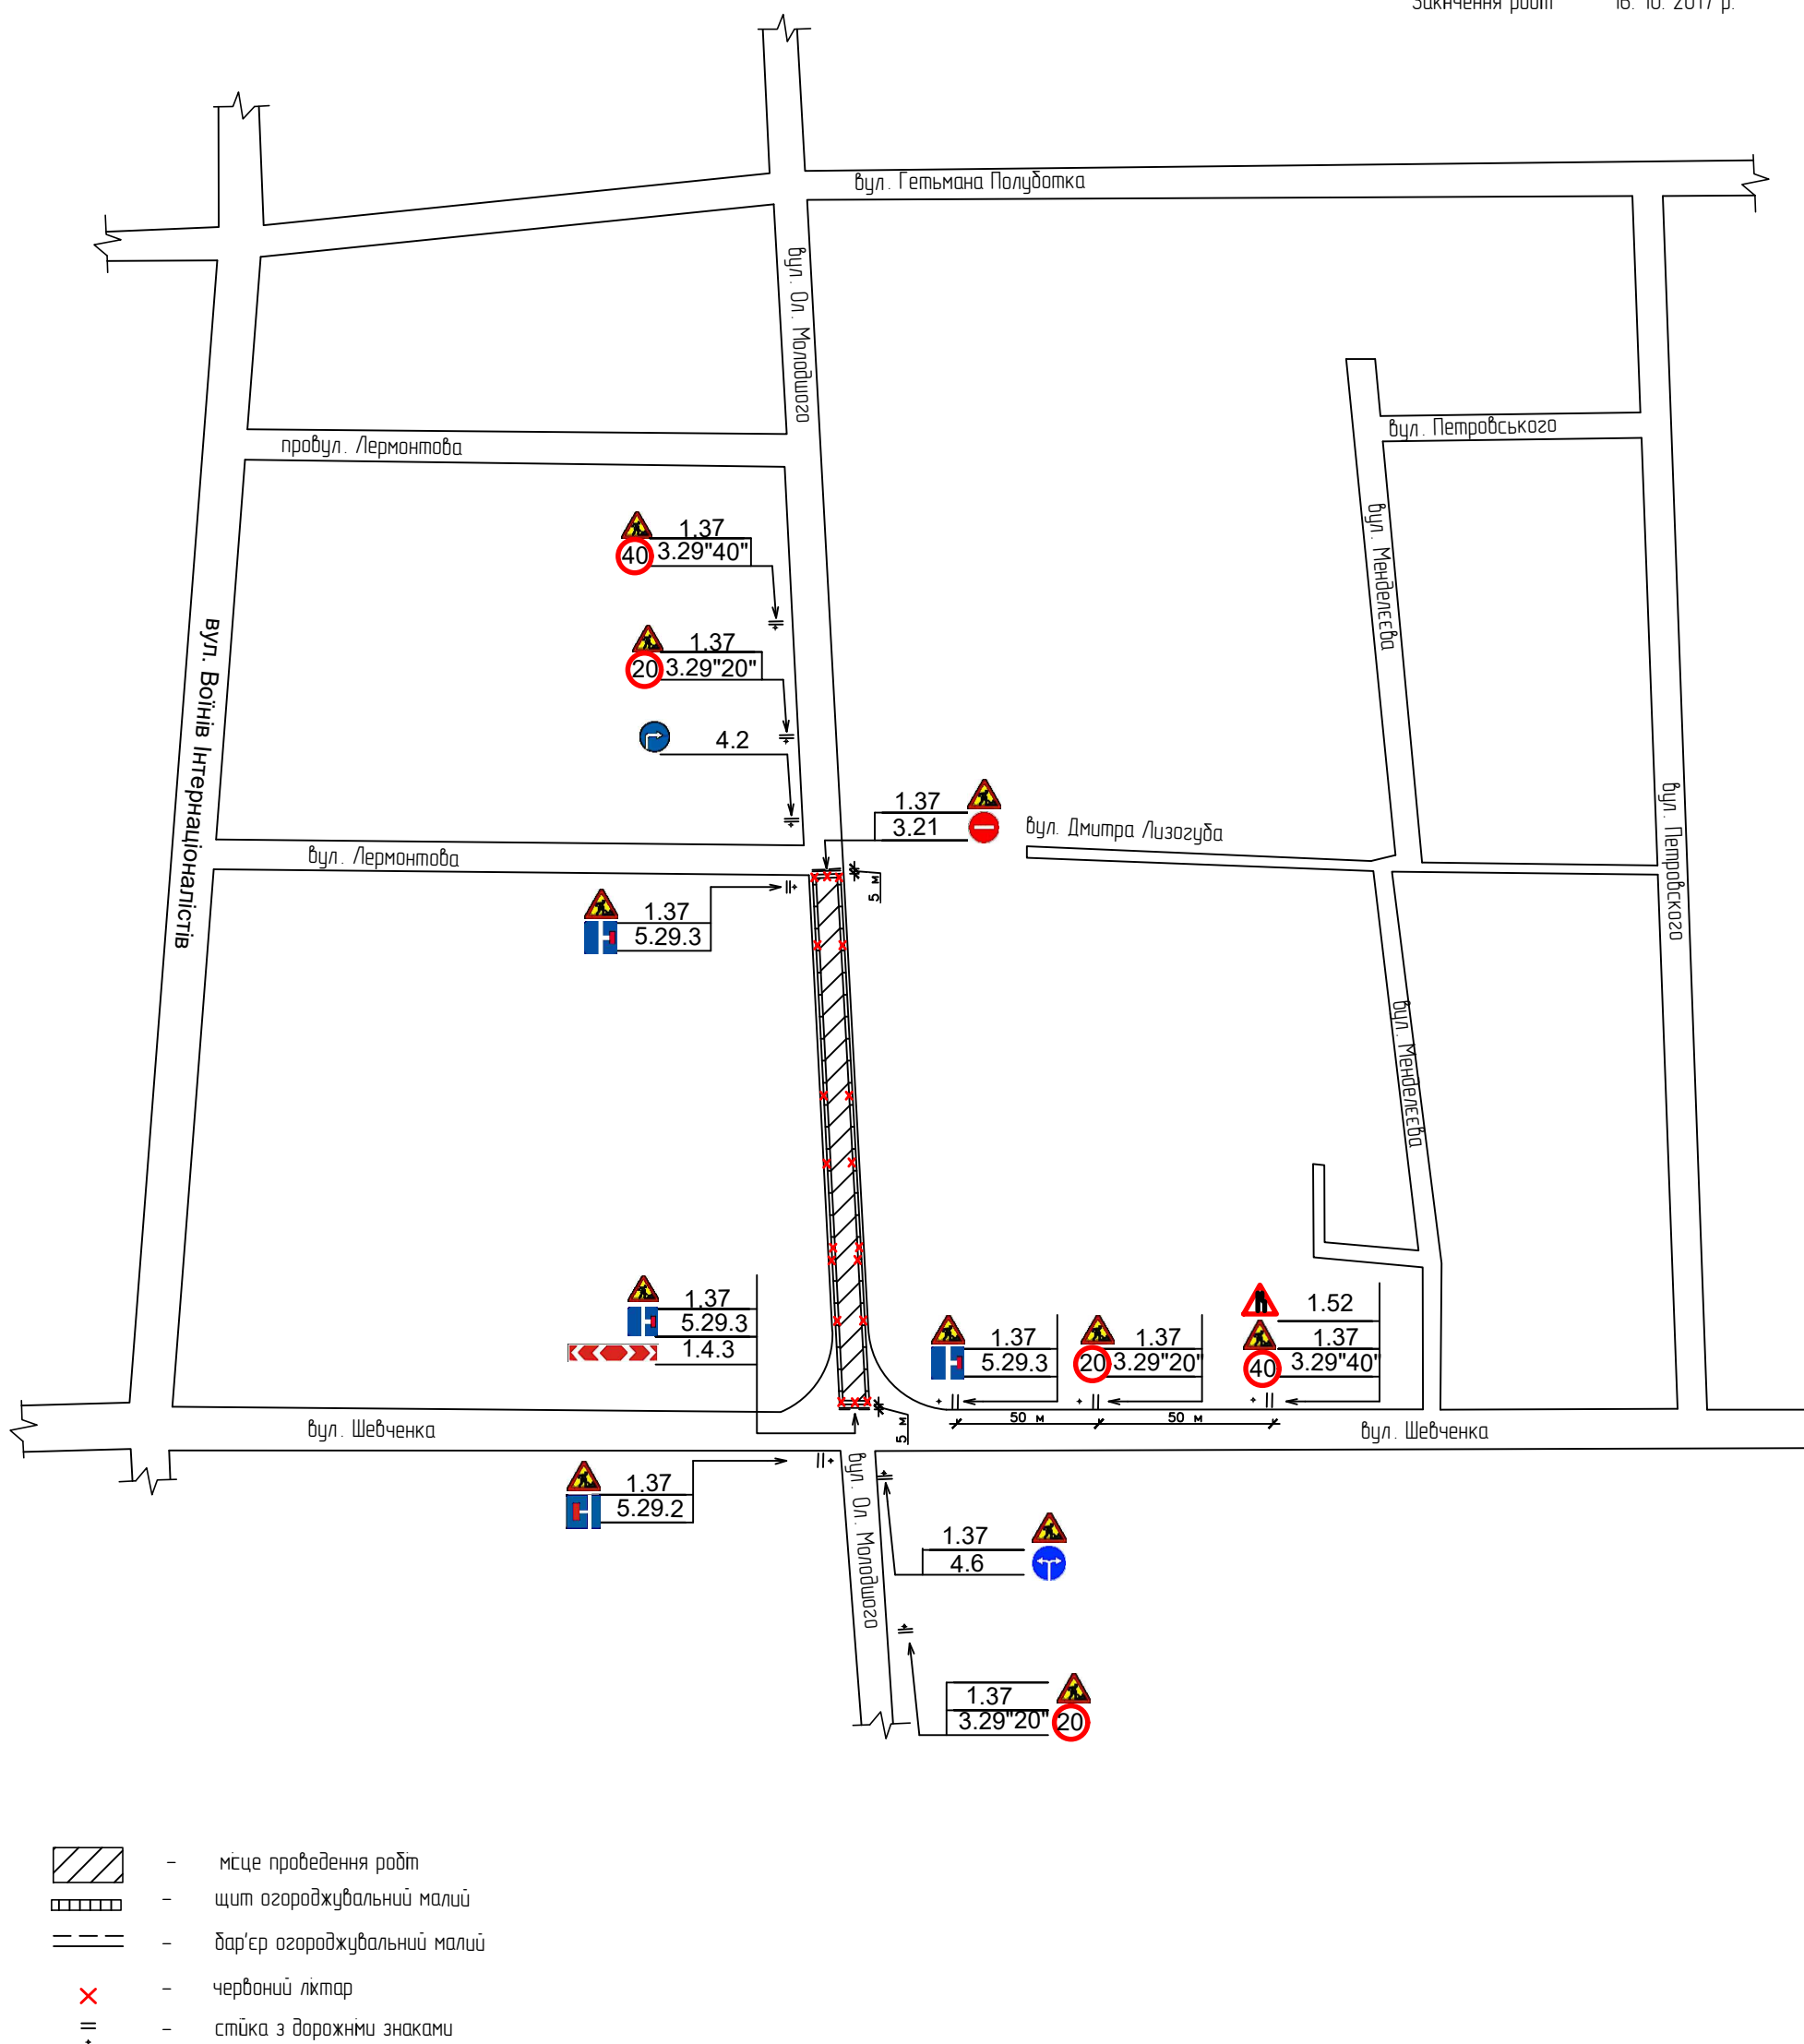 Закнчення робіт 16. 10. 2017 р.
вул. Гетьмана Полуботка
вул. Ол. Молодшого
провул. Лермонтова
вул. Петровського
вул. Менделєєва
1.37
40 3.29"40"
1.37
20 3.29"20"
4.2
вул. Воїнів Інтернаціоналістів
1.37
3.21
вул. Дмитра Лизогуба
вул. Петровского
вул. Лермонтова
5 м
1.37
5.29.3
вул. Менделєєва
1.37
5.29.3
1.4.3
1.37
5.29.3
1.37
20 3.29"20"
1.52
1.37
40 3.29"40"
50 м
50 м
5 м
вул. Шевченка
вул. Шевченка
1.37
5.29.2
вул. Ол. Молодшого
1.37
4.6
1.37
3.29"20" 20
- місце проведення робіт
- щит огороджувальний малий
- бар'єр огороджувальний малий
- червоний ліхтар
- стійка з дорожніми знаками